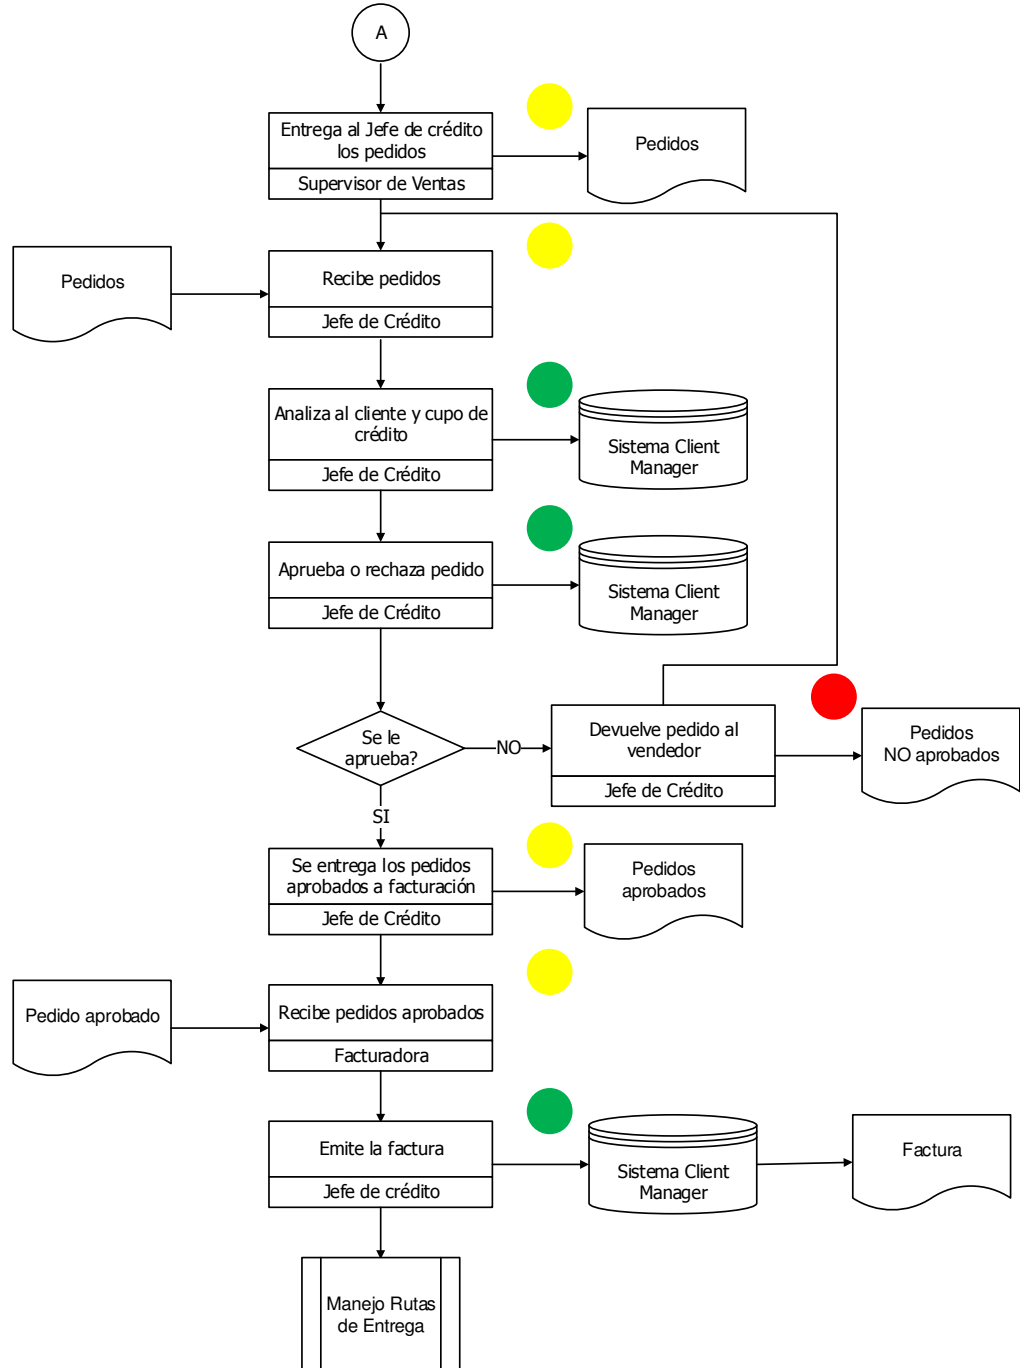 A
Entrega al Jefe de crédito
los pedidos
Supervisor de Ventas
Pedidos
Pedidos
Recibe pedidos
Jefe de Crédito
Analiza al cliente y cupo de
crédito
Jefe de Crédito
Sistema Client
Manager
Aprueba o rechaza pedido
Jefe de Crédito
Sistema Client
Manager
Se le
aprueba?
NO
Devuelve pedido al
vendedor
Jefe de Crédito
Pedidos
NO aprobados
SI
Se entrega los pedidos
aprobados a facturación
Jefe de Crédito
Pedidos
aprobados
Pedido aprobado
Recibe pedidos aprobados
Facturadora
Emite la factura
Jefe de crédito
Sistema Client
Manager
Factura
Manejo Rutas
de Entrega